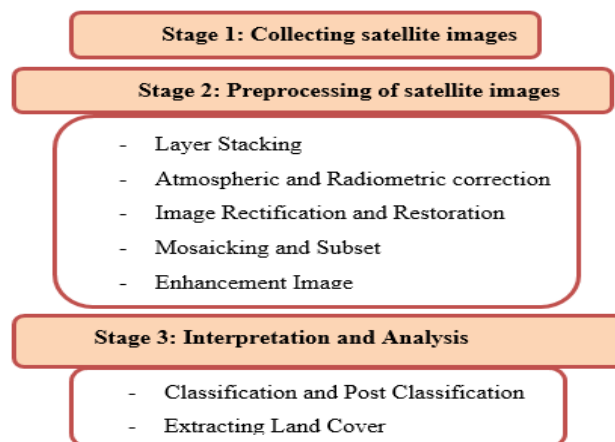 Stage 1: Collecting satellite images
Stage 2: Preprocessing of satellite images
- Layer Stacking
- Atmospheric and Radiometric correction
- Image Rectification and Restoration
- Mosaicking and Subset
- Enhancement Image
Stage 3: Interpretation and Analysis
- Classification and Post Classification
- Extracting Land Cover